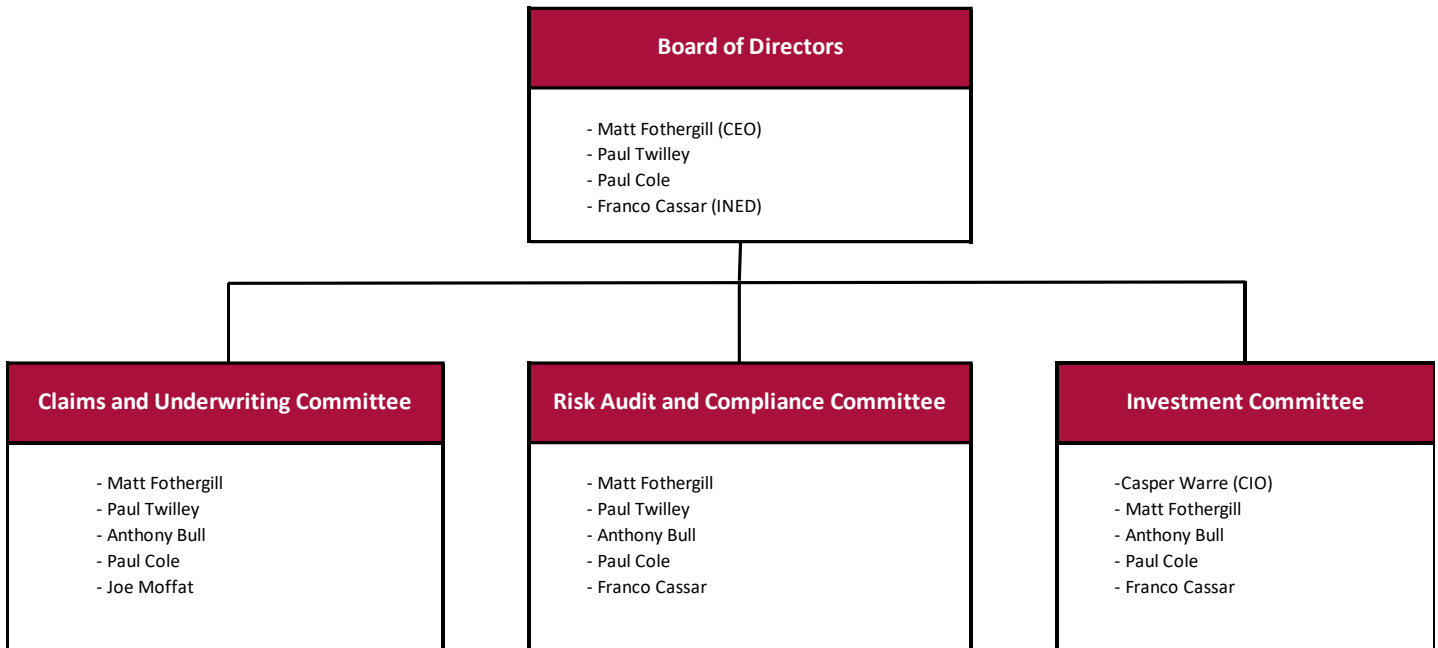 Board of Directors
- Matt Fothergill (CEO)
- Paul Twilley
- Paul Cole
- Franco Cassar (INED)
Claims and Underwriting Committee
- Matt Fothergill
- Paul Twilley
- Anthony Bull
- Paul Cole
- Joe Moffat
Risk Audit and Compliance Committee
- Matt Fothergill
- Paul Twilley
- Anthony Bull
- Paul Cole
- Franco Cassar
Investment Committee
-Casper Warre (CIO)
- Matt Fothergill
- Anthony Bull
- Paul Cole
- Franco Cassar